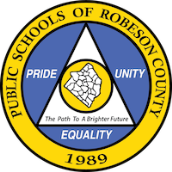 PUBLIC SCHOOLS OF ROBESON COUNTY
PRIDE
UNITY
The Path To A Brighter Future
EQUALITY
1989